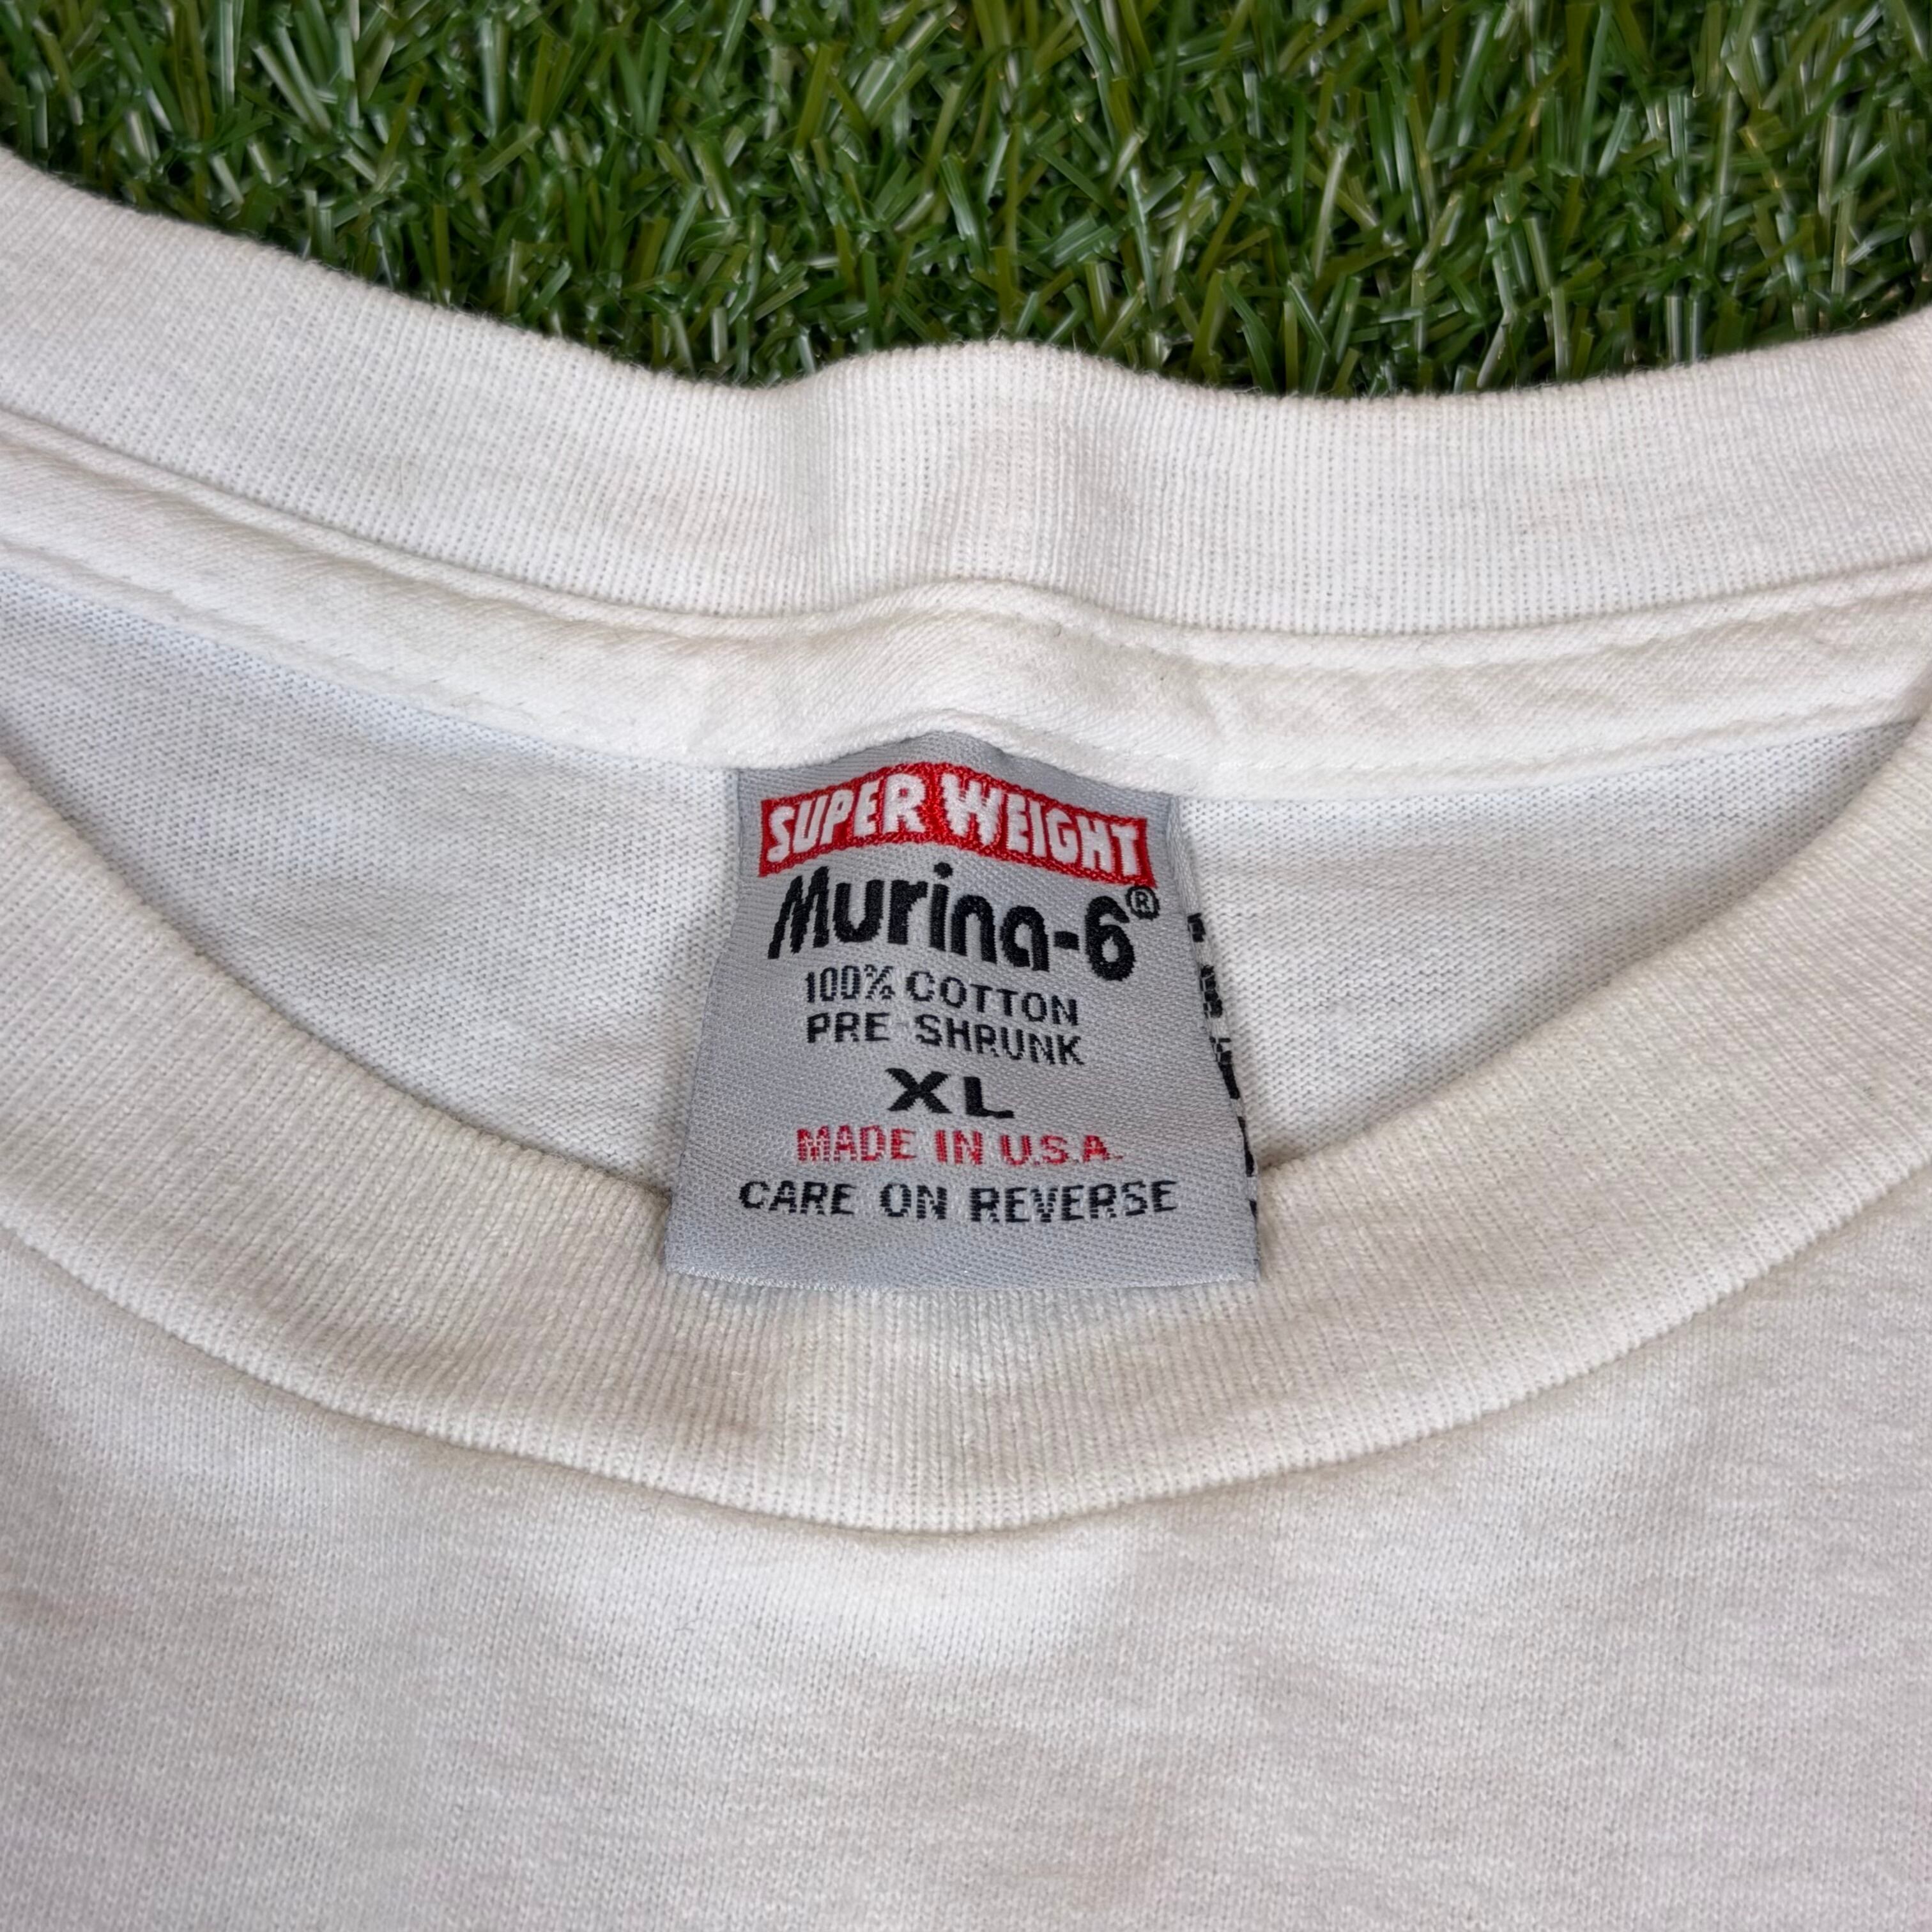 SUPER WEIGHT
Murina-6®
100% COTTON
PRE SHRUNK
XL
MADE IN U.S.A.
CARE ON REVERSE